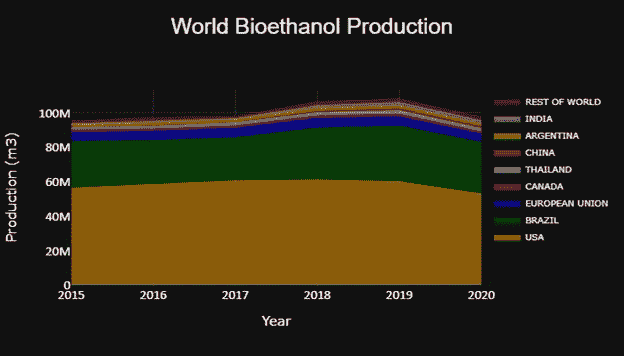 World Bioethanol Production
Production (m3)
100M
80M
60M
40M
20M
0
2015 2016 2017 2018 2019 2020
Year
REST OF WORLD
INDIA
ARGENTINA
CHINA
THAILAND
CANADA
EUROPEAN UNION
BRAZIL
USA